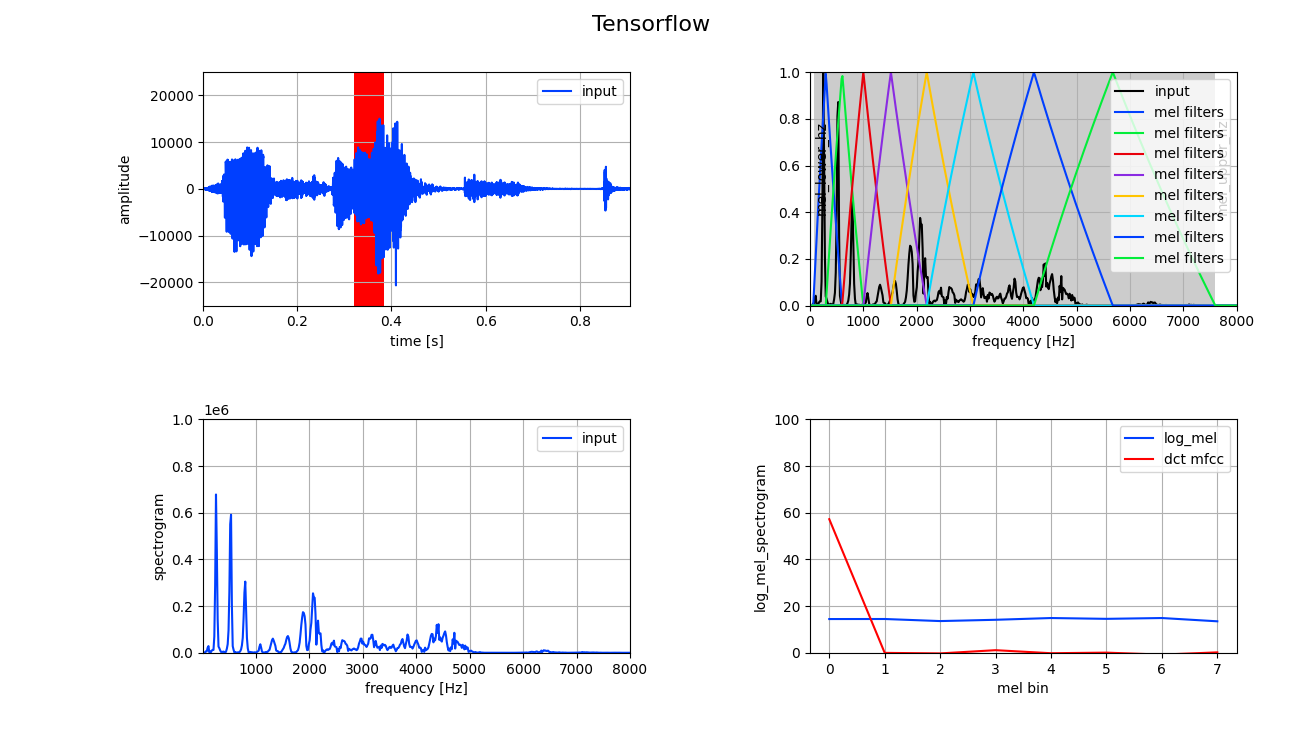 Tensorflow
20000
10000
0
−10000
−20000
amplitude
0.0 0.2 0.4 0.6 0.8
time [s]
input
1.0
0.8
0.6
0.4
0.2
0.0
mel_lower_hz
input
mel filters
mel filters
mel filters
mel filters
mel filters
mel filters
mel filters
mel filters
0 1000 2000 3000 4000 5000 6000 7000 8000
frequency [Hz]
1e6
1.0
0.8
0.6
0.4
0.2
0.0
spectrogram
input
1000 2000 3000 4000 5000 6000 7000 8000
frequency [Hz]
100
80
60
40
20
0
log_mel_spectrogram
log_mel
dct mfcc
0 1 2 3 4 5 6 7
mel bin